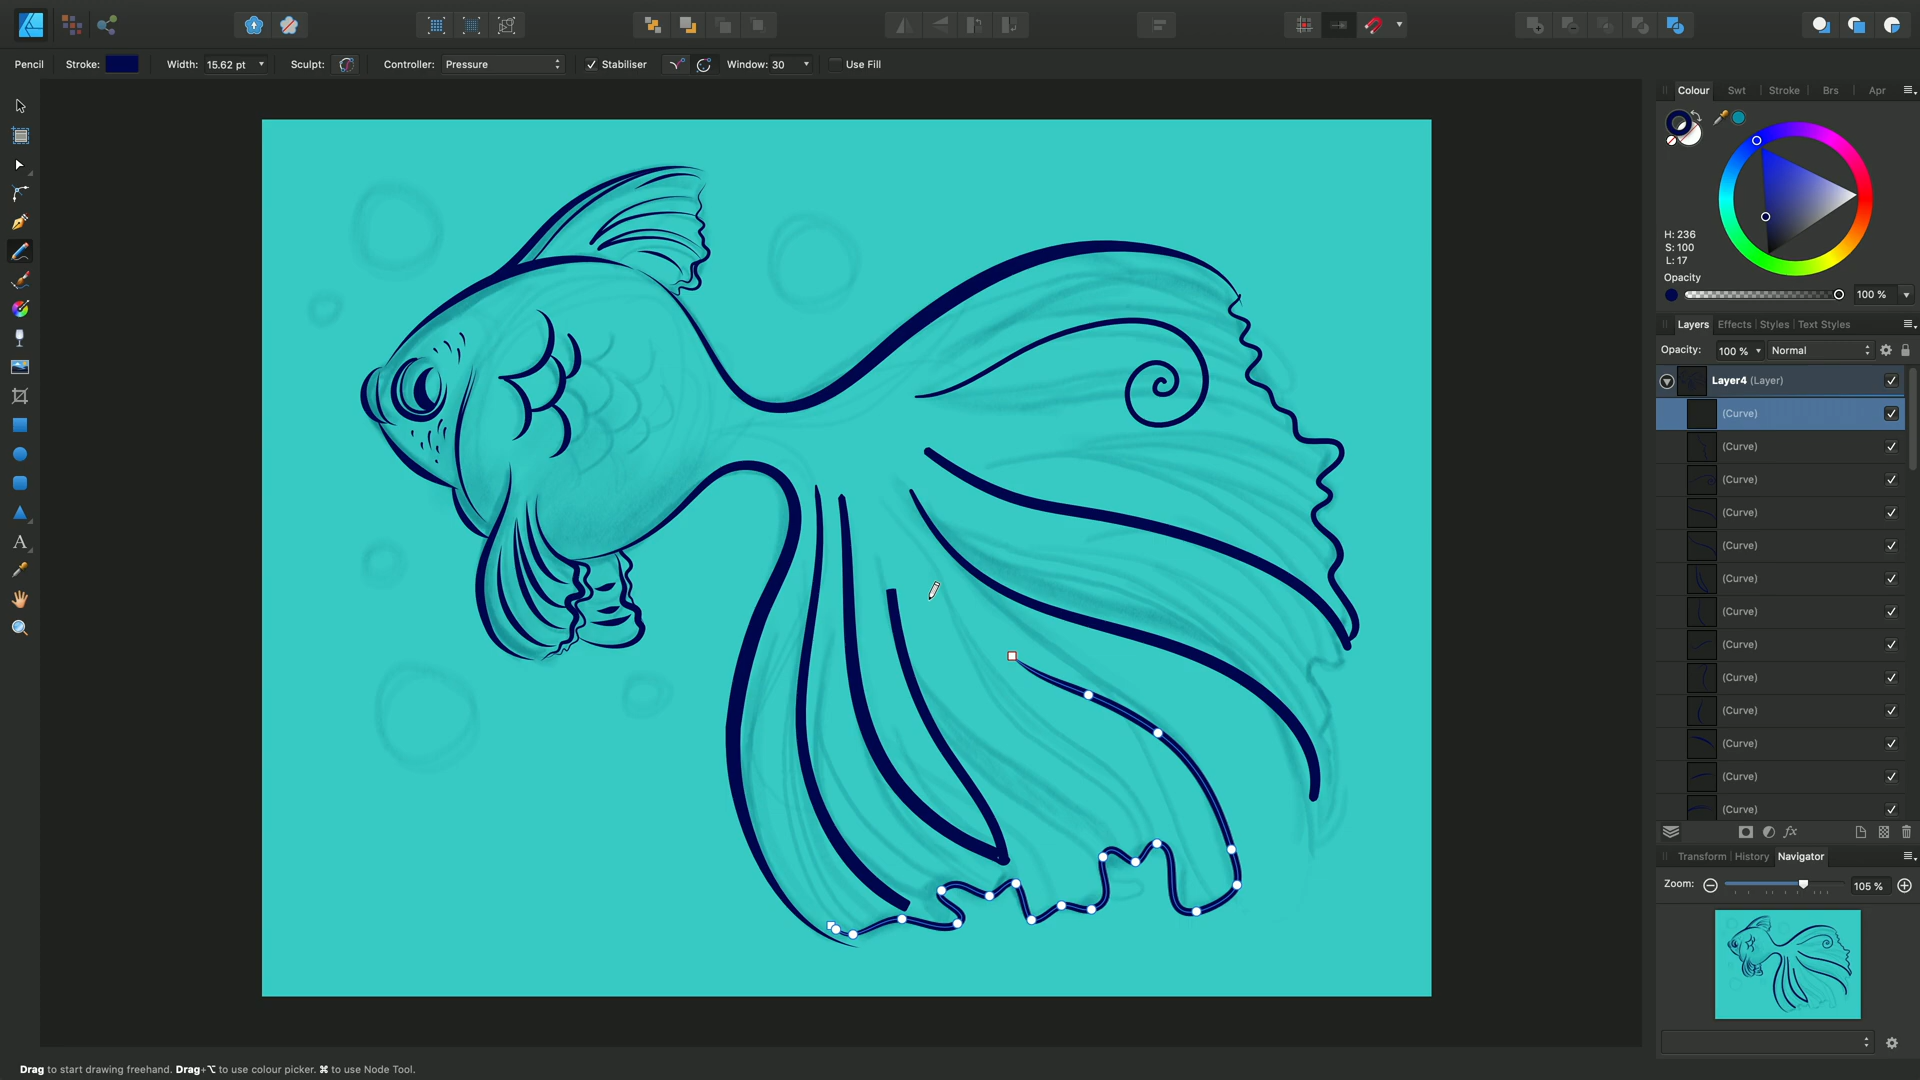 Pencil Stroke: Width: 15.62 pt Sculpt: Controller: Pressure Stabiliser Window: 30 Use Fill
Colour Swt Stroke Brs Apr
H: 236
S: 100
L: 17
Opacity
100 %
Layers Effects Styles Text Styles
Opacity: 100 % Normal
Layer4 (Layer)
(Curve)
(Curve)
(Curve)
(Curve)
(Curve)
(Curve)
(Curve)
(Curve)
(Curve)
(Curve)
(Curve)
(Curve)
(Curve)
fx
Transform History Navigator
Zoom: 105 %
A
Drag to start drawing freehand. Drag+⌥ to use colour picker. ⌘ to use Node Tool.